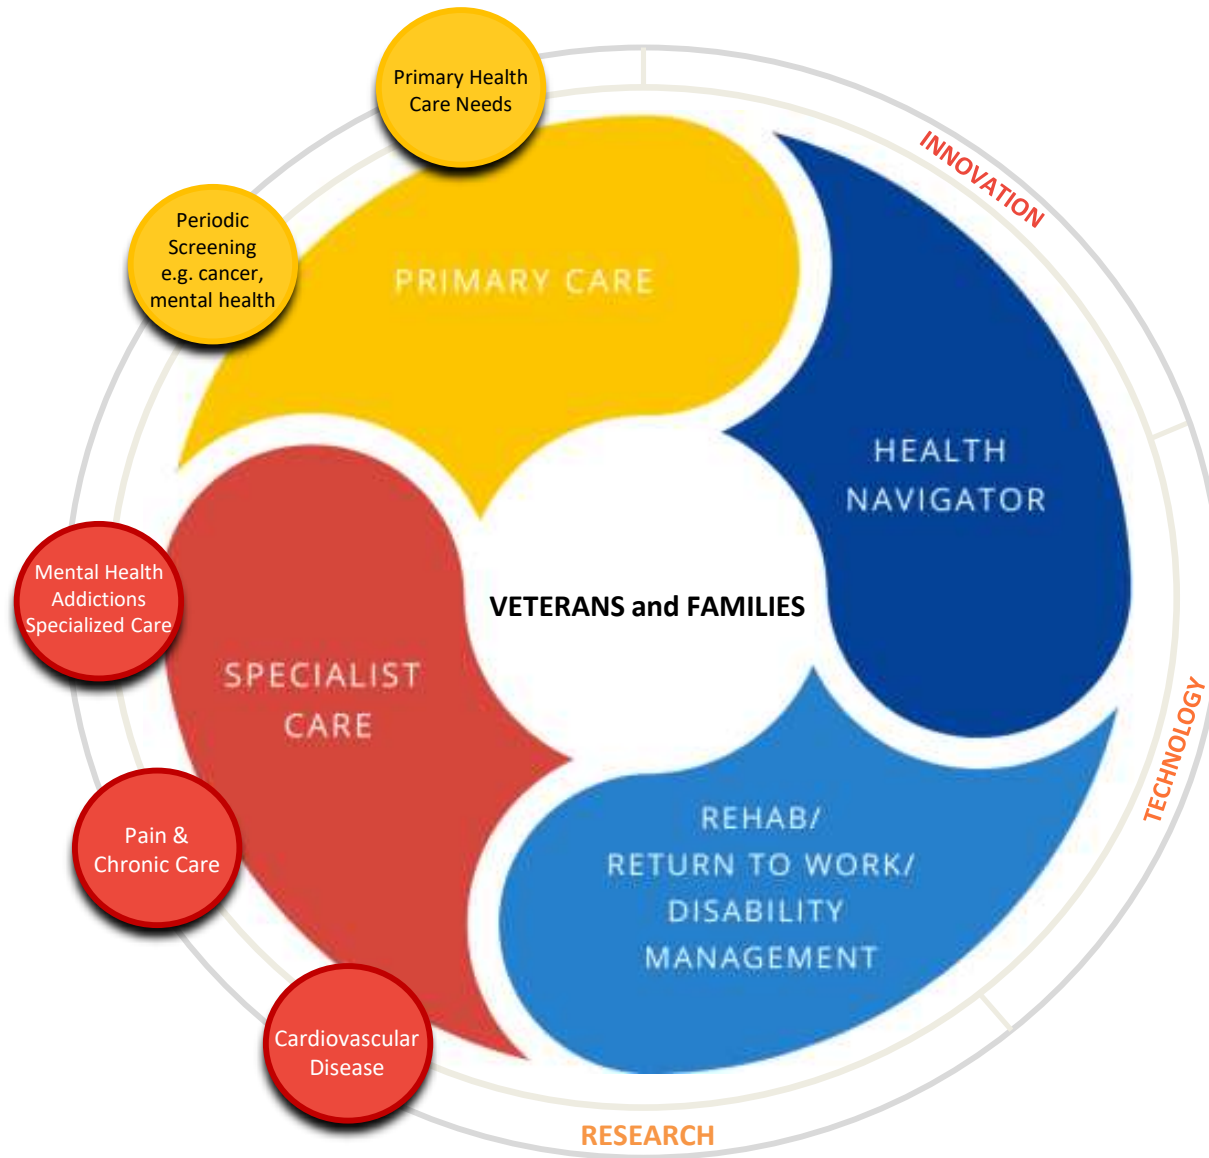 Primary Health
Care Needs
INNOVATION
Periodic
Screening
e.g. cancer,
mental health
PRIMARY CARE
HEALTH
NAVIGATOR
Mental Health
Addictions
Specialized Care
VETERANS and FAMILIES
SPECIALIST
CARE
TECHNOLOGY
REHAB/
RETURN TO WORK/
DISABILITY
MANAGEMENT
Pain &
Chronic Care
Cardiovascular
Disease
RESEARCH